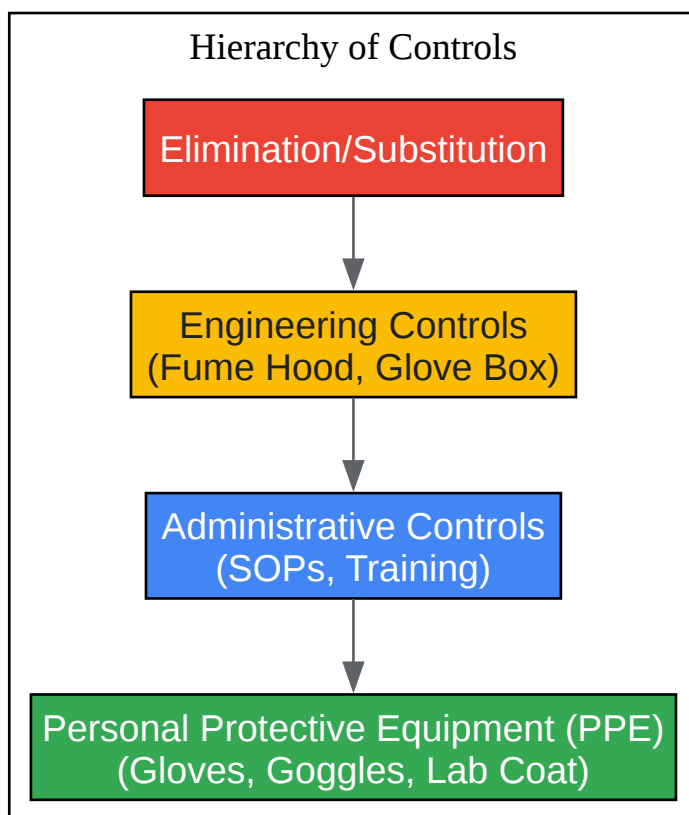 Hierarchy of Controls
Elimination/Substitution
Engineering Controls
(Fume Hood, Glove Box)
Administrative Controls
(SOPs, Training)
Personal Protective Equipment (PPE)
(Gloves, Goggles, Lab Coat)